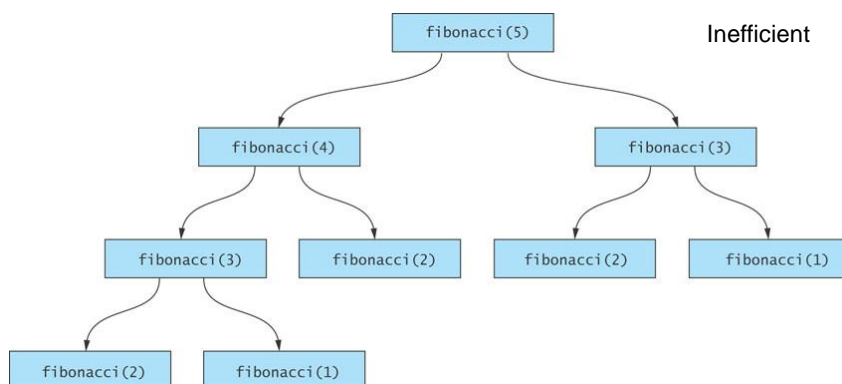 Inefficient
fibonacci(5)
fibonacci(4)
fibonacci(3)
fibonacci(3)
fibonacci(2)
fibonacci(2)
fibonacci(1)
fibonacci(2)
fibonacci(1)